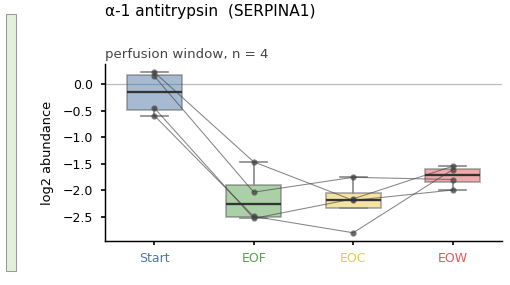 α-1 antitrypsin  (SERPINA1)
perfusion window, n = 4
log2 abundance
0.0
−0.5
−1.0
−1.5
−2.0
−2.5
Start
EOF
EOC
EOW